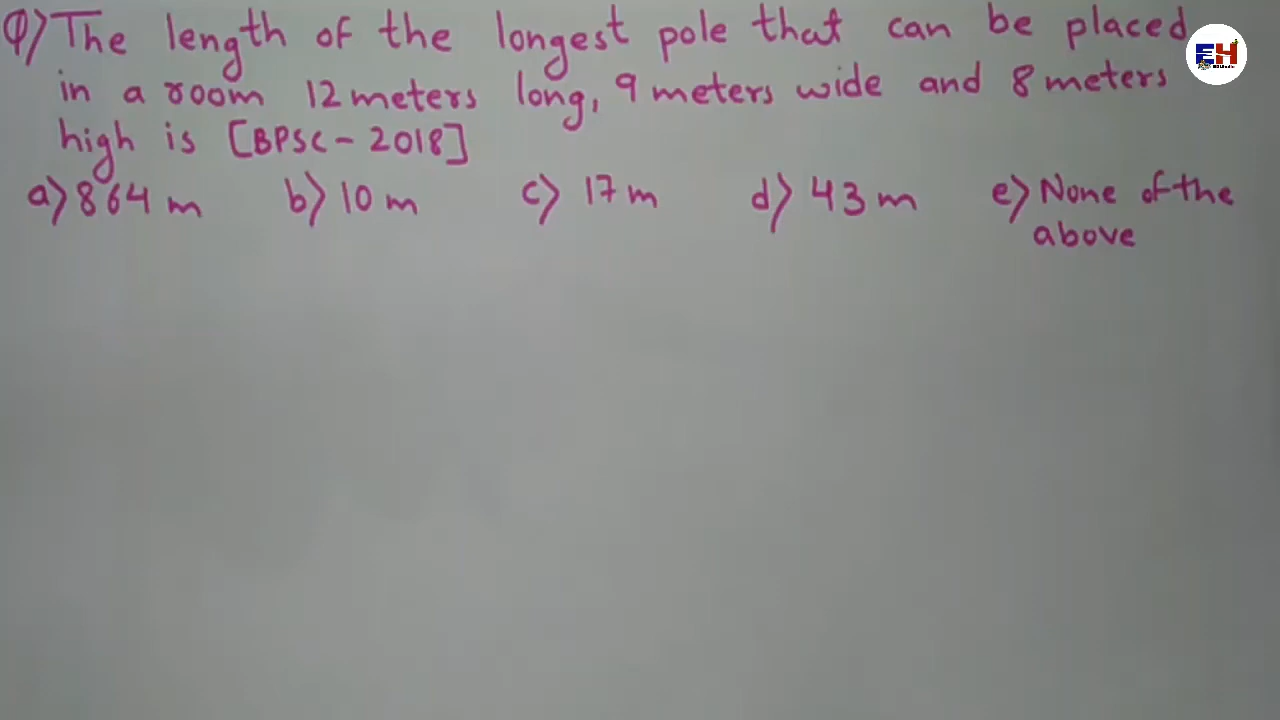 Q) The length of the longest pole that can be placed
in a room 12 meters long, 9 meters wide and 8 meters
high is [BPSC - 2018]
a) 864 m b) 10 m c) 17 m d) 43 m e) None of the
above
EH